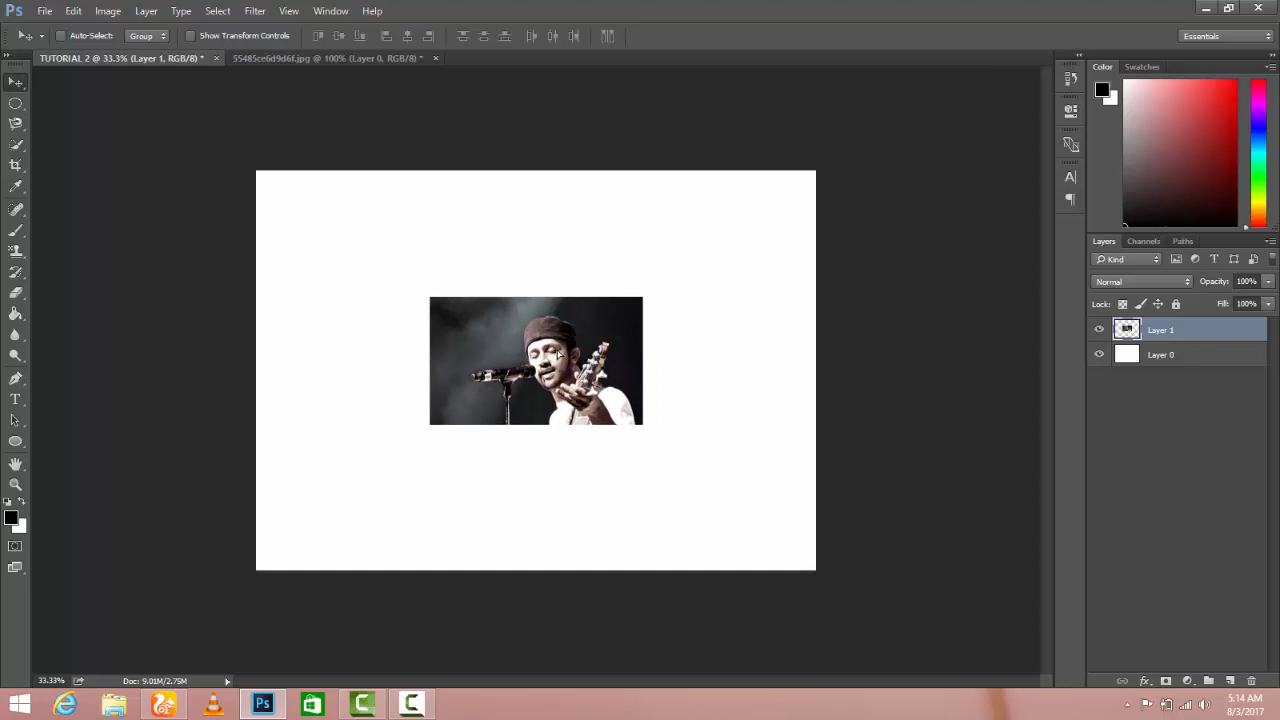 Ps File Edit Image Layer Type Select Filter View Window Help
Auto-Select: Group Show Transform Controls Essentials
TUTORIAL 2 @ 33.3% (Layer 1, RGB/8) * 55485ce6d9d6f.jpg @ 100% (Layer 0, RGB/8) *
Color Swatches
Layers Channels Paths
Kind
Normal Opacity: 100%
Lock: Fill: 100%
Layer 1
Layer 0
33.33% Doc: 9.01M/2.75M
Ps
5:14 AM
8/3/2017